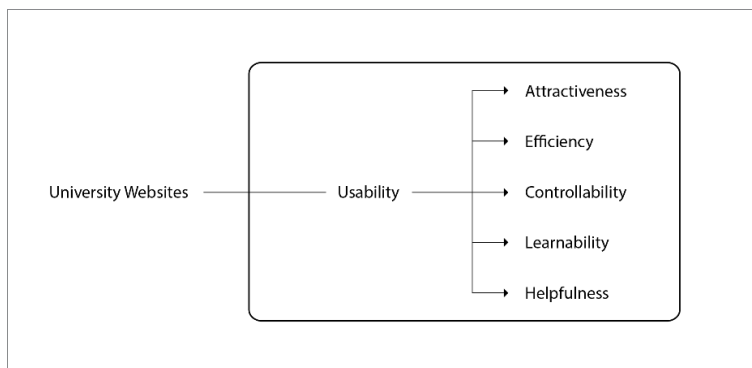 Attractiveness
Efficiency
University Websites
Usability
Controllability
Learnability
Helpfulness